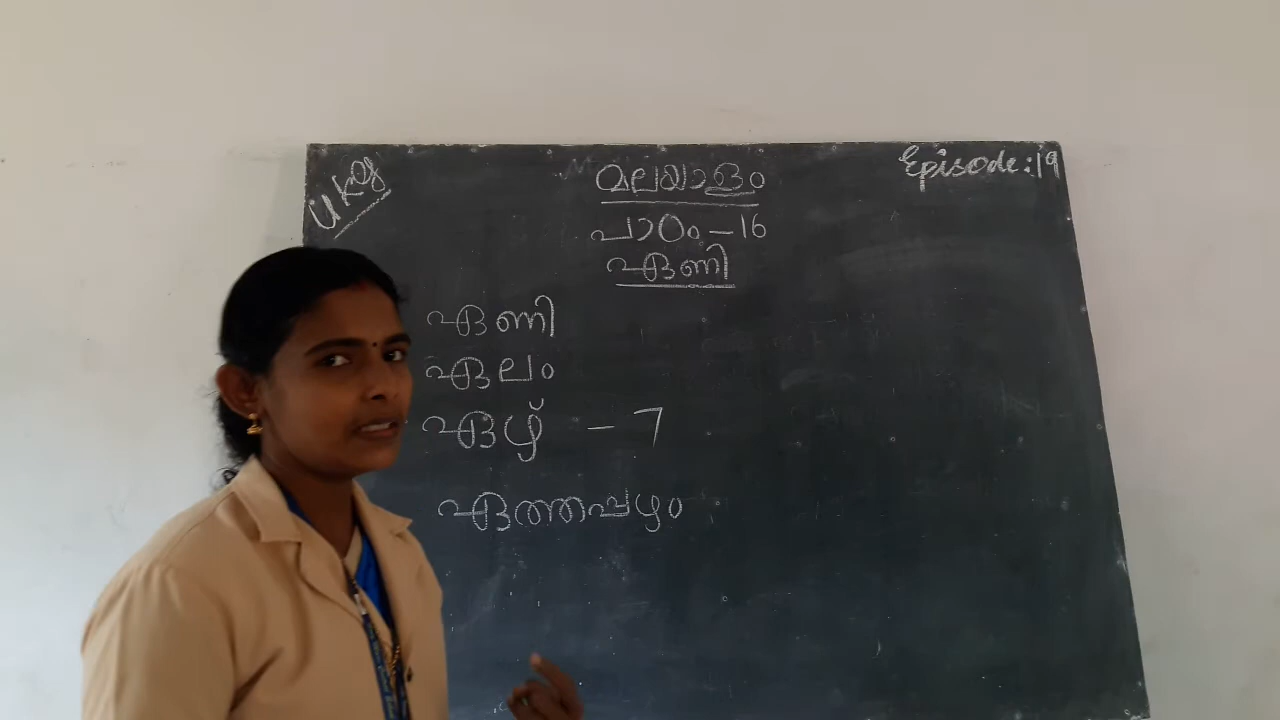 Ukg
മലയാളം
Episode:19
പാഠം – 16
ഏണി
ഏണി
ഏലം
ഏഴ് – 7
ഏത്തപ്പഴം